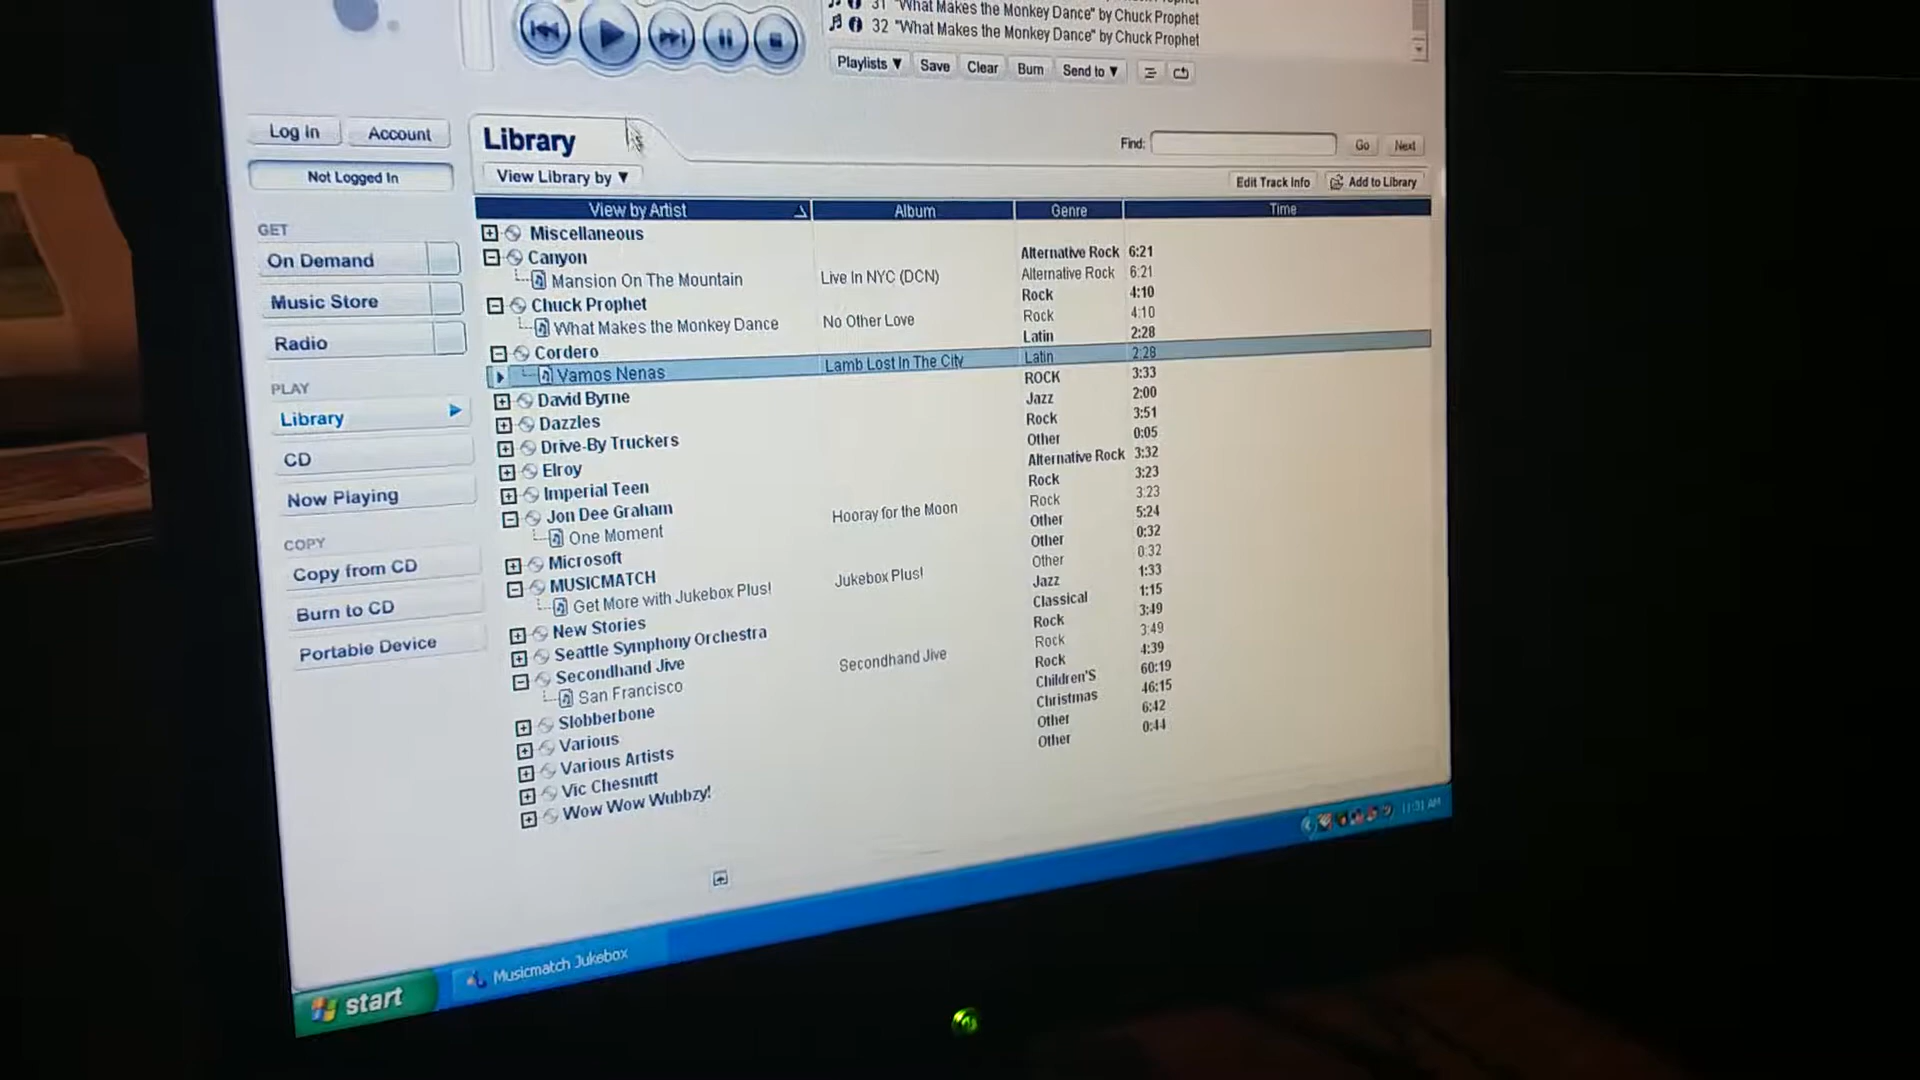 31 "What Makes the Monkey Dance" by Chuck Prophet
32 "What Makes the Monkey Dance" by Chuck Prophet
Playlists Save Clear Burn Send to
Log In Account
Not Logged In
Library
Find: Go Next
View Library by
Edit Track Info Add to Library
View by Artist Album Genre Time
GET
On Demand
Music Store
Radio
PLAY
Library
CD
Now Playing
COPY
Copy from CD
Burn to CD
Portable Device
Miscellaneous
Canyon Alternative Rock 6:21
Mansion On The Mountain Live In NYC (DCN) Alternative Rock 6:21
Chuck Prophet Rock 4:10
What Makes the Monkey Dance No Other Love Rock 4:10
Cordero Latin 2:28
Vamos Nenas Lamb Lost In The City Latin 2:28
David Byrne ROCK 3:33
Dazzles Jazz 2:00
Drive-By Truckers Rock 3:51
Elroy Other 0:05
Imperial Teen Alternative Rock 3:32
Jon Dee Graham Rock 3:23
One Moment Hooray for the Moon Rock 3:23
Microsoft Other 5:24
MUSICMATCH Other 0:32
Get More with Jukebox Plus! Jukebox Plus! Other 0:32
New Stories Jazz 1:33
Seattle Symphony Orchestra Classical 1:15
Secondhand Jive Rock 3:49
San Francisco Secondhand Jive Rock 3:49
Slobberbone Rock 4:39
Various Children'S 60:19
Various Artists Christmas 46:15
Vic Chesnutt Other 6:42
Wow Wow Wubbzy! Other 0:44
11:31 AM
start Musicmatch Jukebox